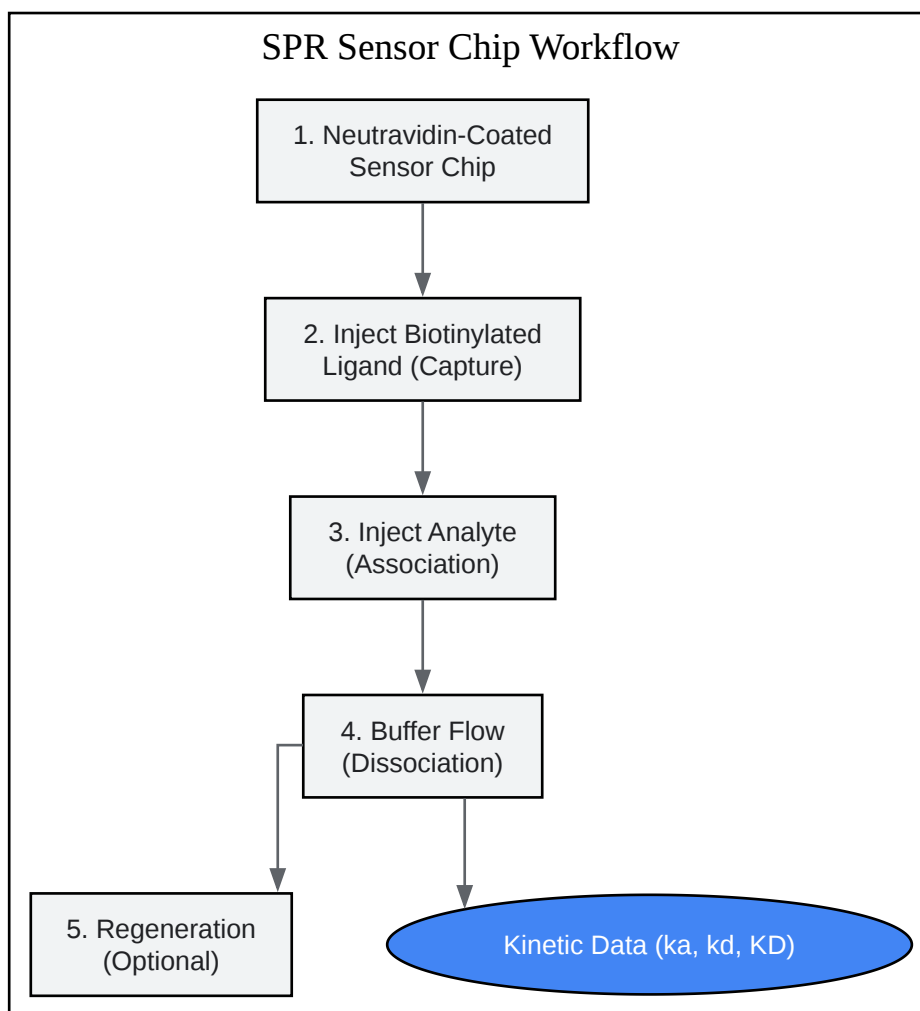 SPR Sensor Chip Workflow
1. Neutravidin-Coated
Sensor Chip
2. Inject Biotinylated
Ligand (Capture)
3. Inject Analyte
(Association)
4. Buffer Flow
(Dissociation)
5. Regeneration
(Optional)
Kinetic Data (ka, kd, KD)